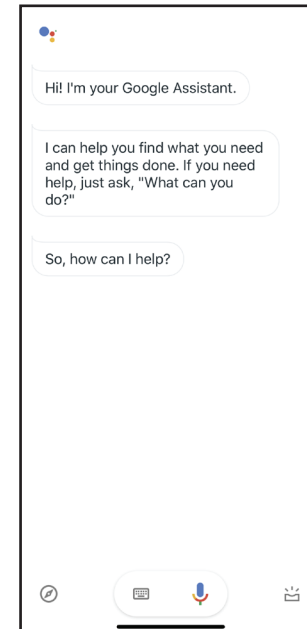 Hi! I'm your Google Assistant.
I can help you find what you need
and get things done. If you need
help, just ask, "What can you
do?"
So, how can I help?